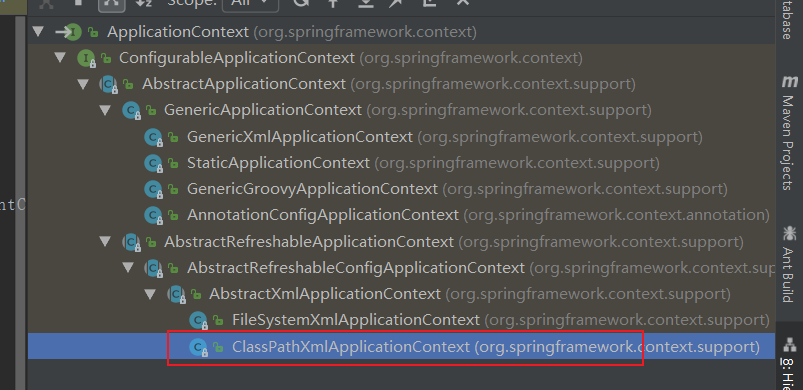 Scope: All
ApplicationContext (org.springframework.context)
ConfigurableApplicationContext (org.springframework.context)
AbstractApplicationContext (org.springframework.context.support)
GenericApplicationContext (org.springframework.context.support)
GenericXmlApplicationContext (org.springframework.context.support)
StaticApplicationContext (org.springframework.context.support)
GenericGroovyApplicationContext (org.springframework.context.support)
AnnotationConfigApplicationContext (org.springframework.context.annotation)
AbstractRefreshableApplicationContext (org.springframework.context.support)
AbstractRefreshableConfigApplicationContext (org.springframework.context.supp
AbstractXmlApplicationContext (org.springframework.context.support)
FileSystemXmlApplicationContext (org.springframework.context.support)
ClassPathXmlApplicationContext (org.springframework.context.support)
ntC
tabase
Maven Projects
Ant Build
8: Hie